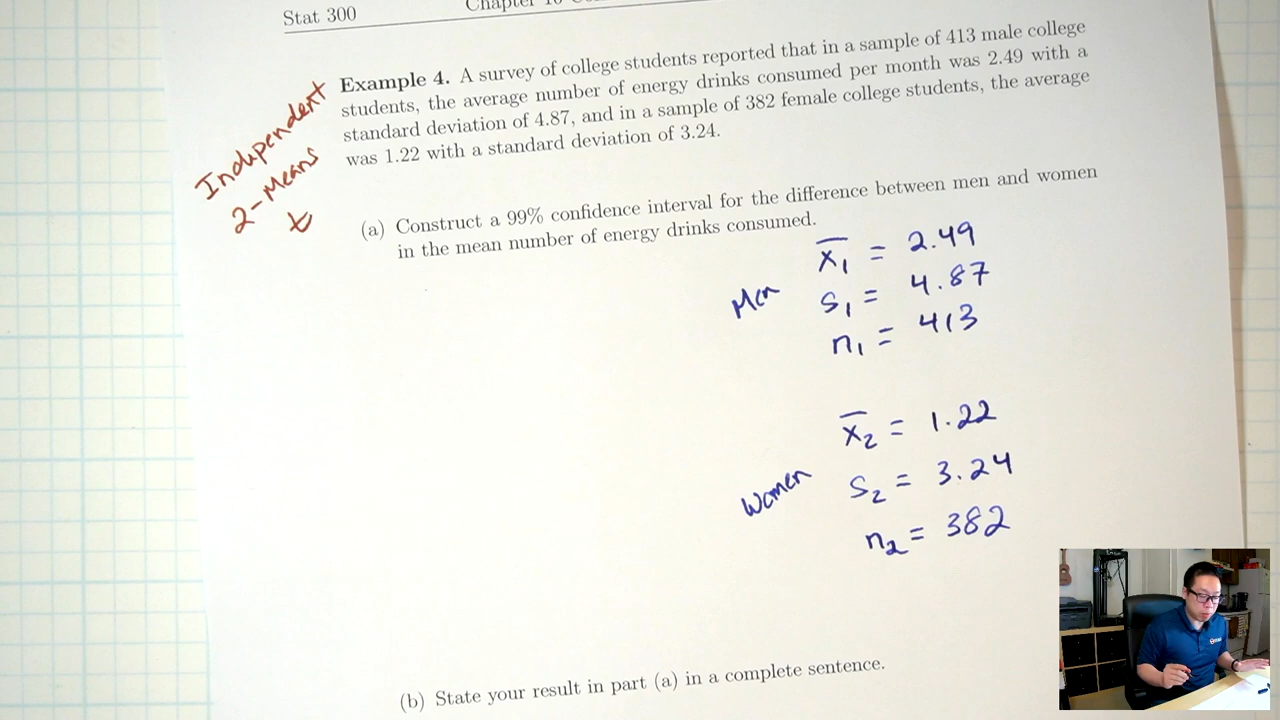 Stat 300
Chapter 10
Example 4. A survey of college students reported that in a sample of 413 male college
students, the average number of energy drinks consumed per month was 2.49 with a
standard deviation of 4.87, and in a sample of 382 female college students, the average
was 1.22 with a standard deviation of 3.24.
Independent
2-Means
t
(a) Construct a 99% confidence interval for the difference between men and women
in the mean number of energy drinks consumed.
Men
x̄₁ = 2.49
s₁ = 4.87
n₁ = 413
Women
x̄₂ = 1.22
s₂ = 3.24
n₂ = 382
(b) State your result in part (a) in a complete sentence.